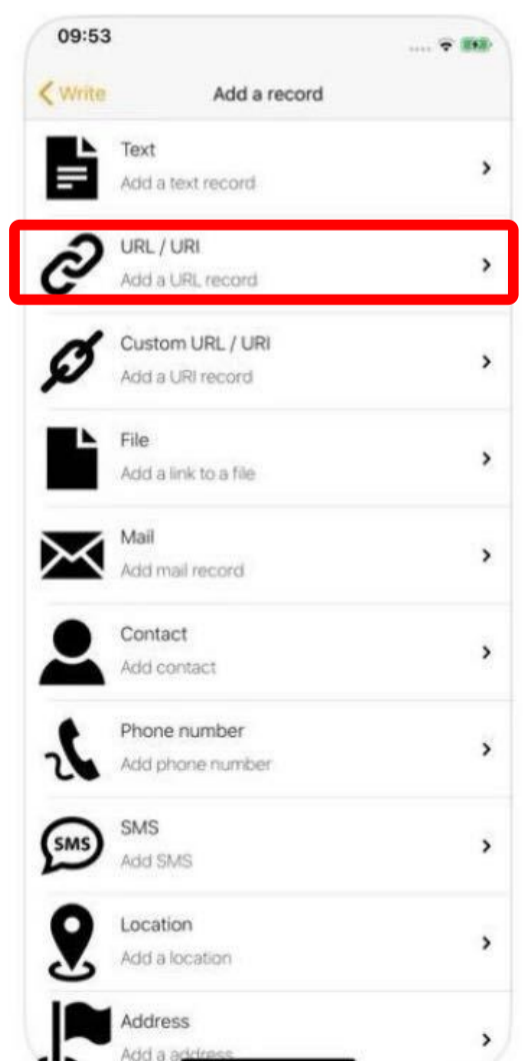 09:53
Write
Add a record
Text
Add a text record
URL / URI
Add a URL record
Custom URL / URI
Add a URI record
File
Add a link to a file
Mail
Add mail record
Contact
Add contact
Phone number
Add phone number
SMS
SMS
Add SMS
Location
Add a location
Address
Add a address